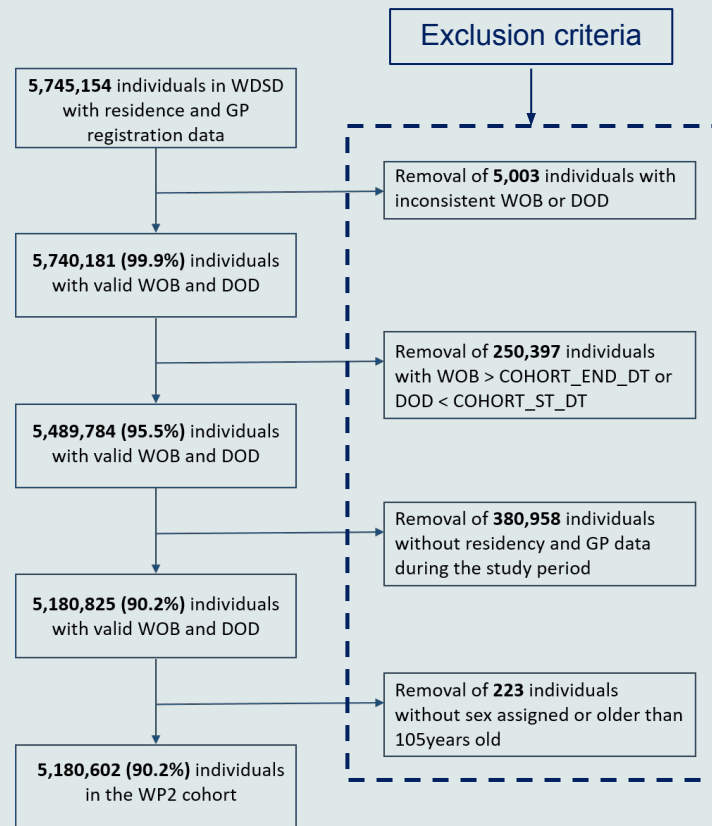 Exclusion criteria
5,745,154 individuals in WDSD
with residence and GP
registration data
Removal of 5,003 individuals with
inconsistent WOB or DOD
5,740,181 (99.9%) individuals
with valid WOB and DOD
Removal of 250,397 individuals
with WOB > COHORT_END_DT or
DOD < COHORT_ST_DT
5,489,784 (95.5%) individuals
with valid WOB and DOD
Removal of 380,958 individuals
without residency and GP data
during the study period
5,180,825 (90.2%) individuals
with valid WOB and DOD
Removal of 223 individuals
without sex assigned or older than
105years old
5,180,602 (90.2%) individuals
in the WP2 cohort